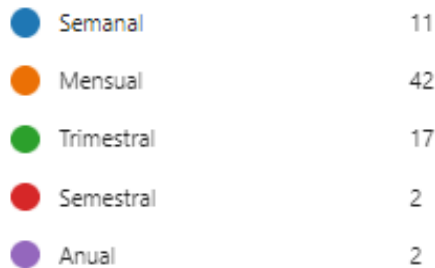 Semanal 11
Mensual 42
Trimestral 17
Semestral 2
Anual 2